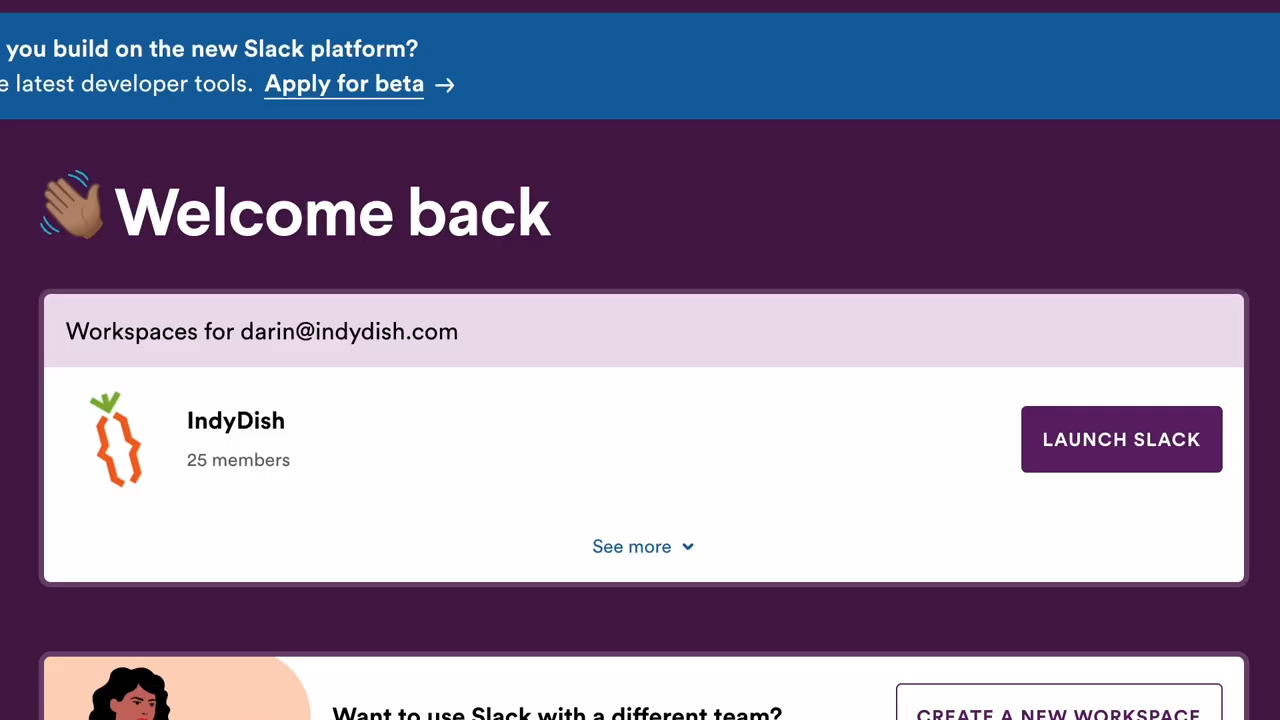 you build on the new Slack platform?
latest developer tools. Apply for beta →
Welcome back
Workspaces for darin@indydish.com
IndyDish
25 members
LAUNCH SLACK
See more
Want to use Slack with a different team?
CREATE A NEW WORKSPACE